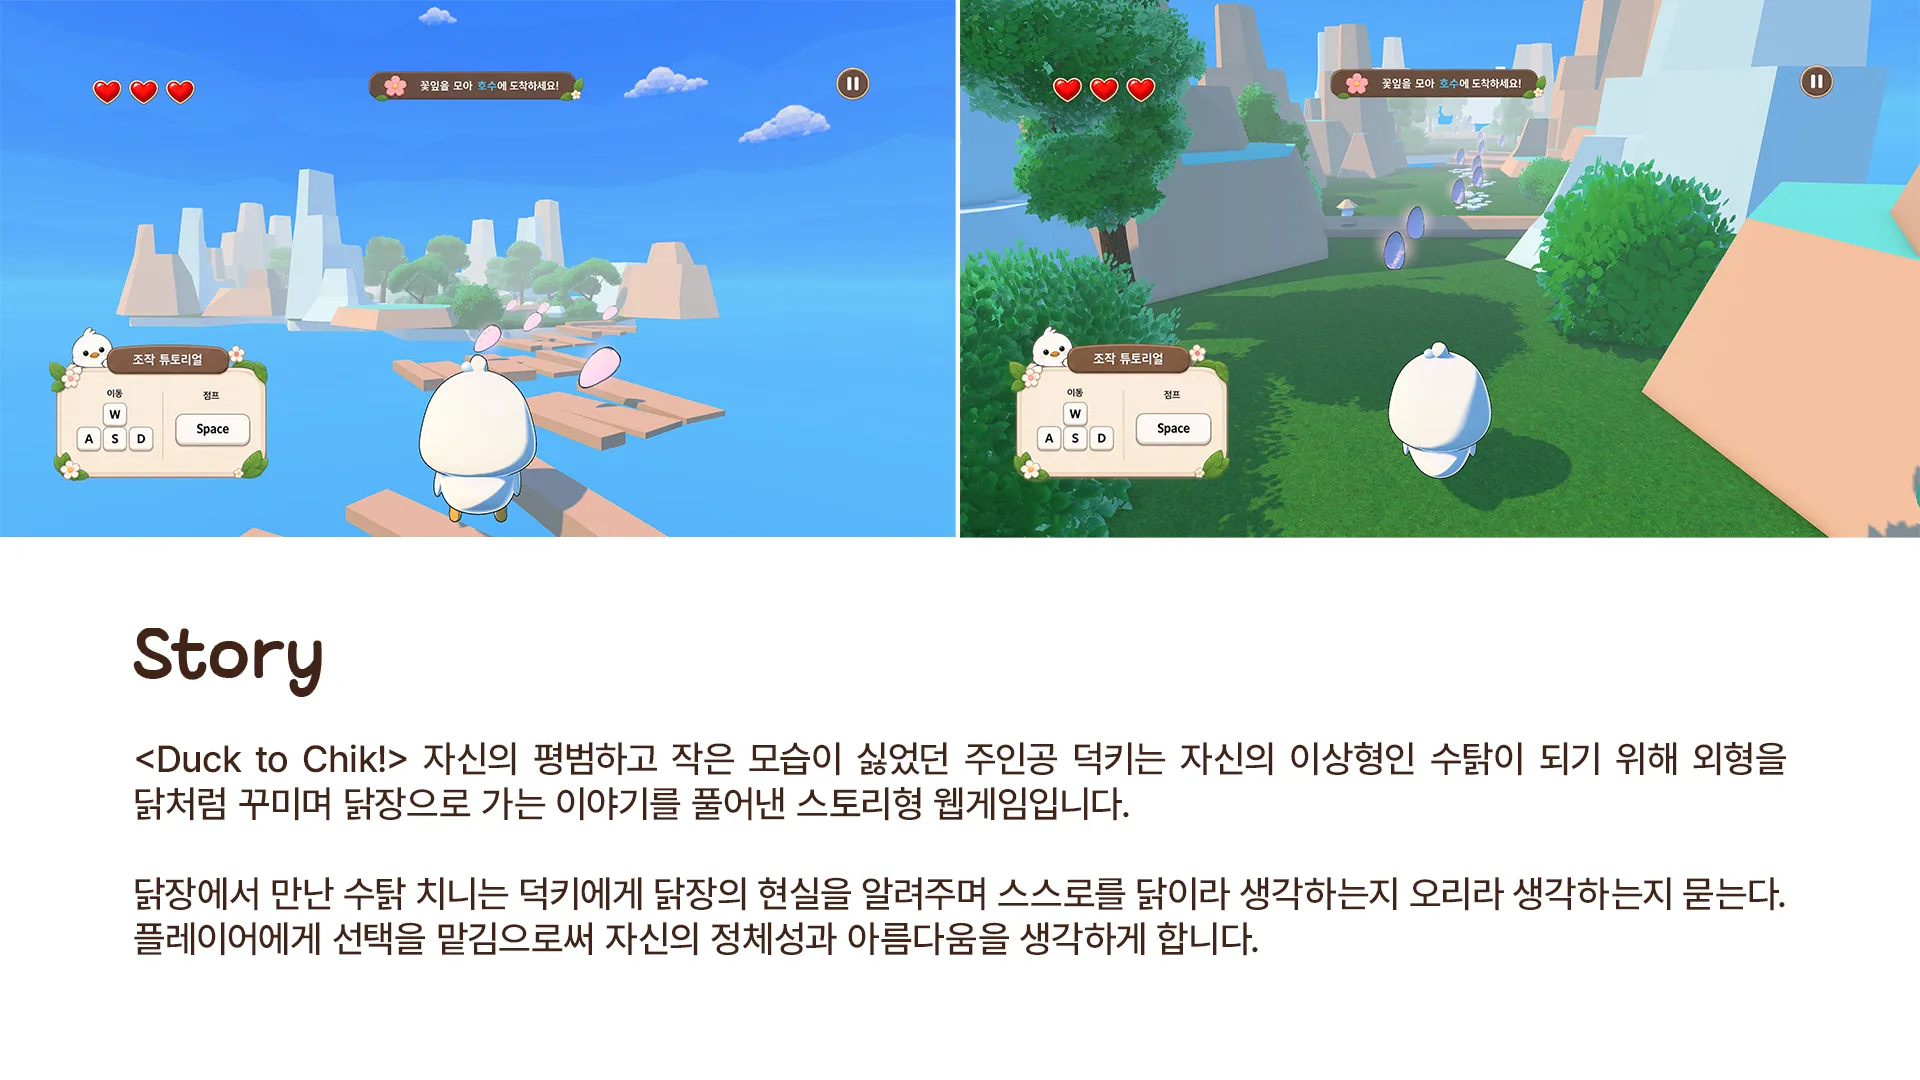 꽃잎을 모아 호수에 도착하세요!
조작 튜토리얼
이동
점프
W
A S D
Space
꽃잎을 모아 호수에 도착하세요!
조작 튜토리얼
이동
점프
W
A S D
Space
Story
<Duck to Chik!> 자신의 평범하고 작은 모습이 싫었던 주인공 덕키는 자신의 이상형인 수탉이 되기 위해 외형을
닭처럼 꾸미며 닭장으로 가는 이야기를 풀어낸 스토리형 웹게임입니다.
닭장에서 만난 수탉 치니는 덕키에게 닭장의 현실을 알려주며 스스로를 닭이라 생각하는지 오리라 생각하는지 묻는다.
플레이어에게 선택을 맡김으로써 자신의 정체성과 아름다움을 생각하게 합니다.